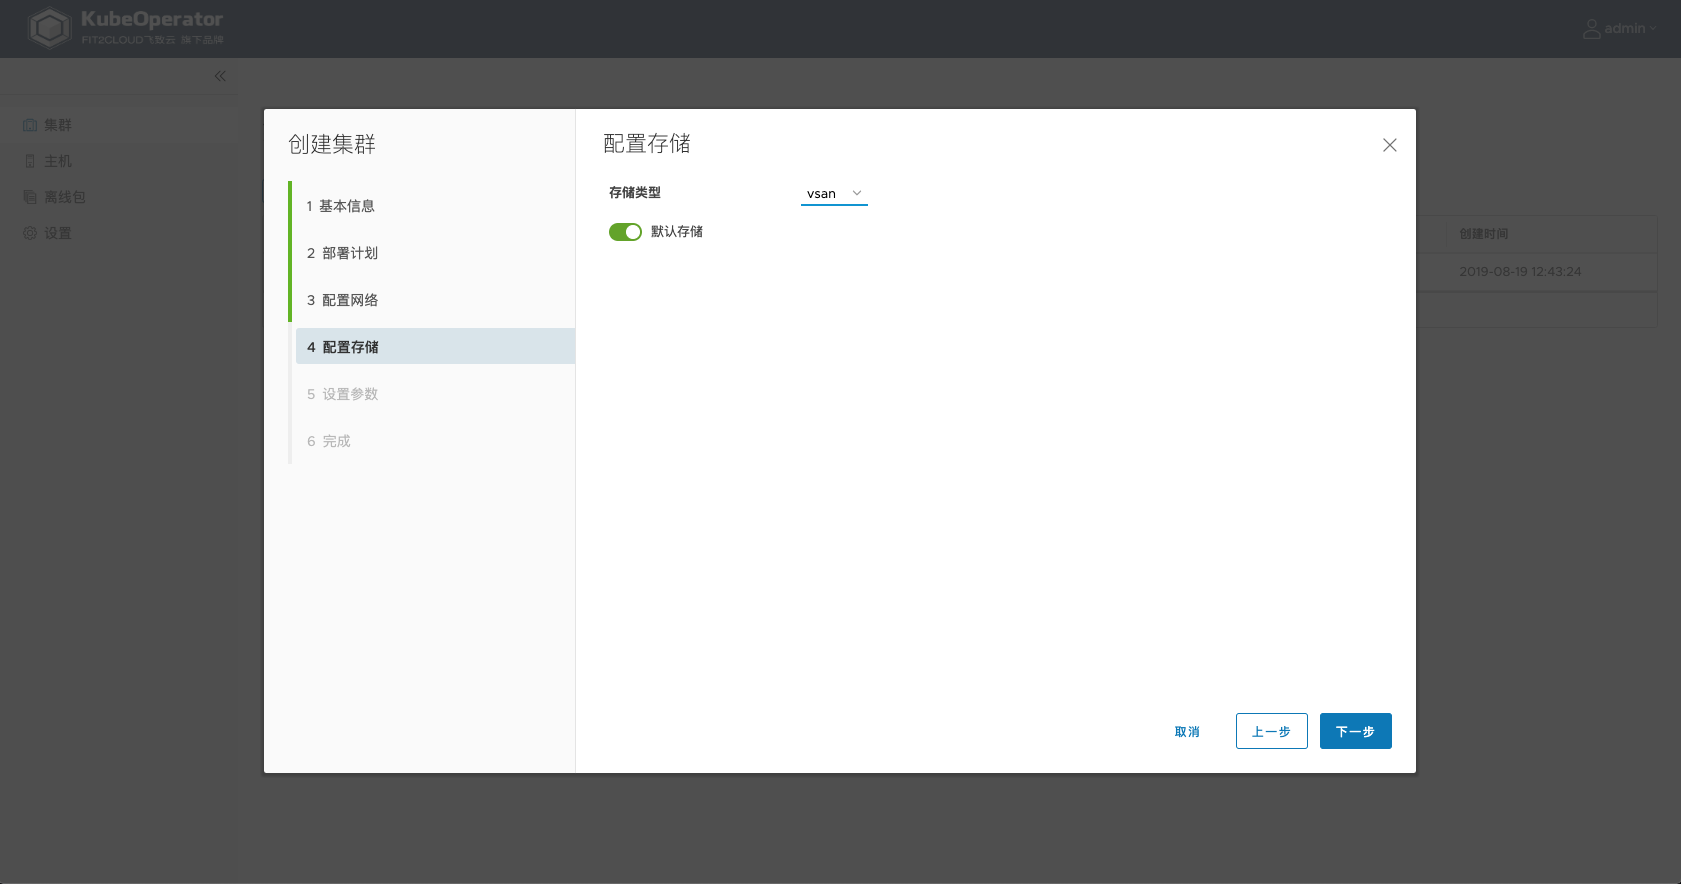 KubeOperator
FIT2CLOUD飞致云 旗下品牌
admin
集群
主机
离线包
设置
创建时间
2019-08-19 12:43:24
创建集群
1 基本信息
2 部署计划
3 配置网络
4 配置存储
5 设置参数
6 完成
配置存储
存储类型
vsan
默认存储
取消
上一步
下一步